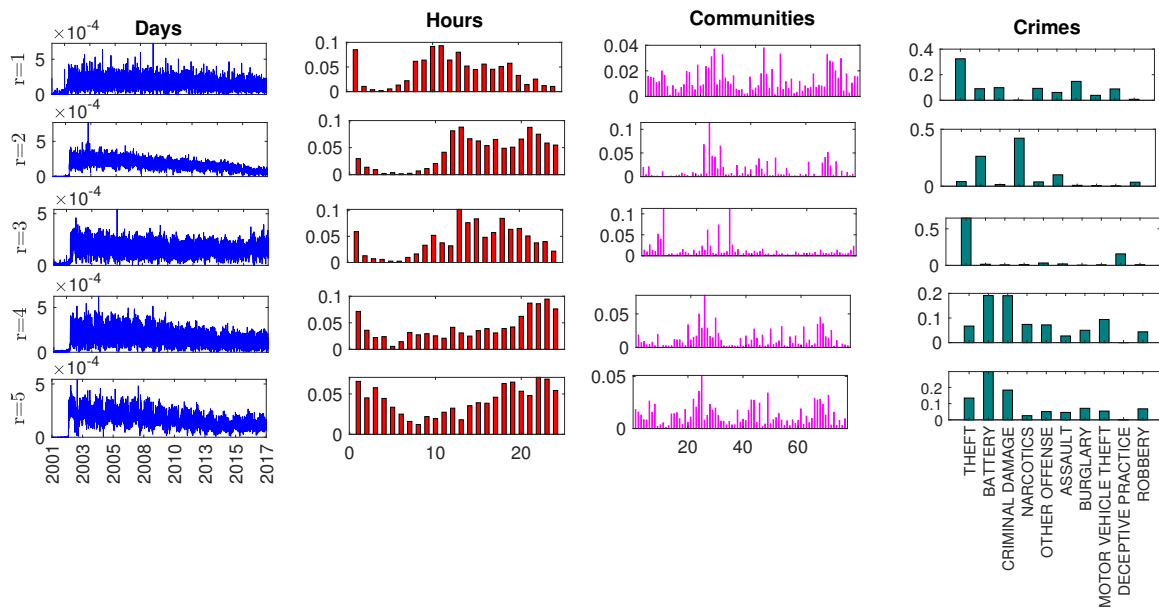 Days
Hours
Communities
Crimes
r=1
×10⁻⁴
5
0
0.1
0.05
0
0.04
0.02
0
0.4
0.2
0
r=2
×10⁻⁴
5
0
0.1
0.05
0
0.1
0.05
0
0.5
0
r=3
×10⁻⁴
5
0
0.1
0.05
0
0.1
0.05
0
0.5
0
r=4
×10⁻⁴
5
0
0.1
0.05
0.05
0
0.2
0.1
0
r=5
×10⁻⁴
5
0
0.05
0.05
0
0.2
0.1
0
2001 2003 2005 2008 2010 2012 2015 2017
0 10 20
20 40 60
THEFT
BATTERY
CRIMINAL DAMAGE
NARCOTICS
OTHER OFFENSE
ASSAULT
BURGLARY
MOTOR VEHICLE THEFT
DECEPTIVE PRACTICE
ROBBERY